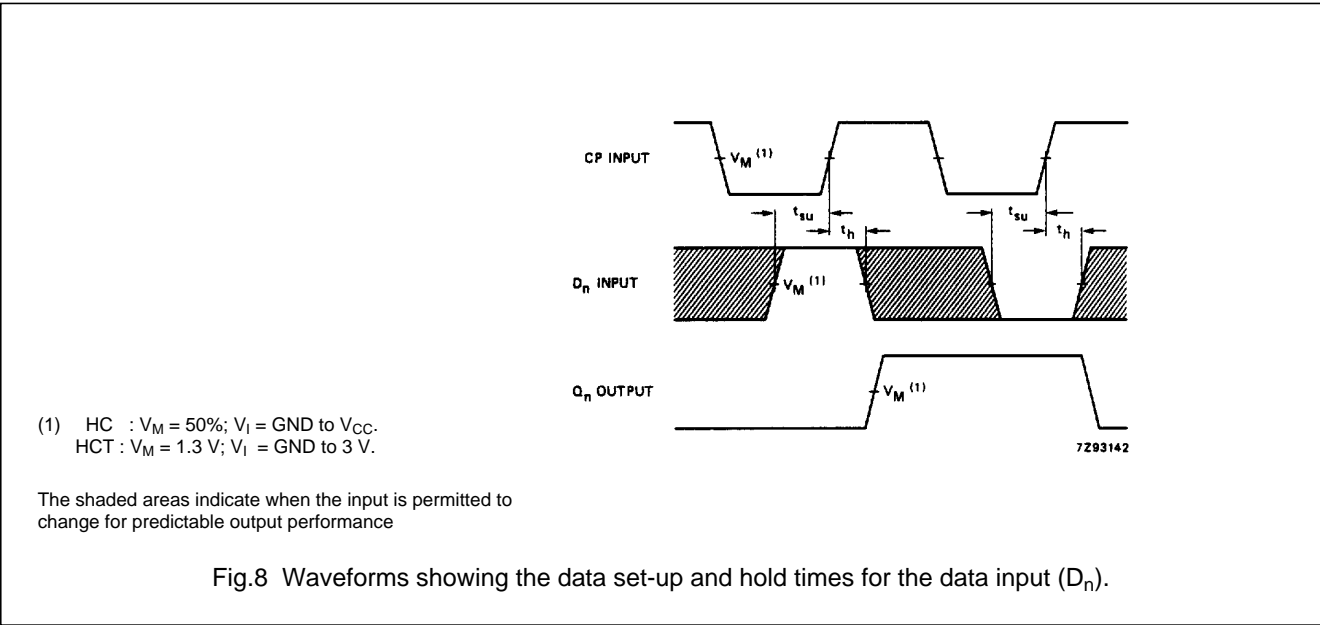 CP INPUT
V_M (1)
t_su
t_su
t_h
t_h
D_n INPUT
V_M (1)
Q_n OUTPUT
V_M (1)
7Z93142
(1) HC : V_M = 50%; V_I = GND to V_CC.
HCT : V_M = 1.3 V; V_I = GND to 3 V.
The shaded areas indicate when the input is permitted to
change for predictable output performance
Fig.8 Waveforms showing the data set-up and hold times for the data input (D_n).